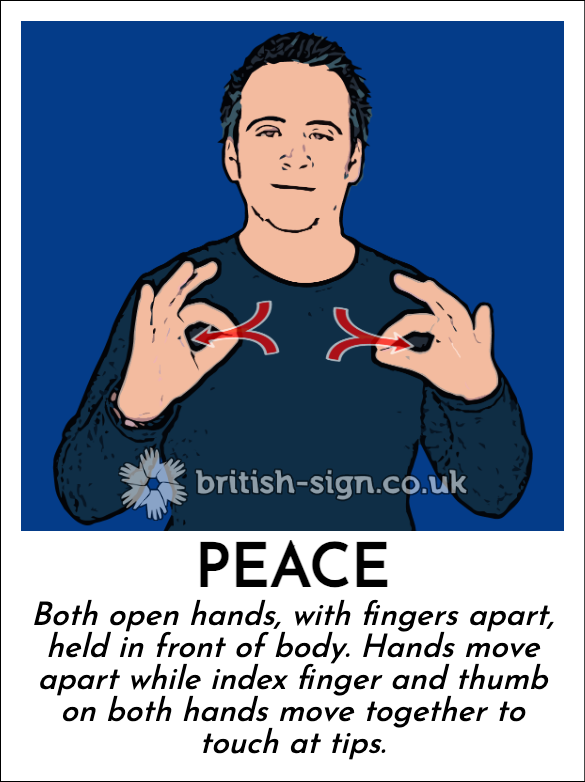 british-sign.co.uk
PEACE
Both open hands, with fingers apart,
held in front of body. Hands move
apart while index finger and thumb
on both hands move together to
touch at tips.